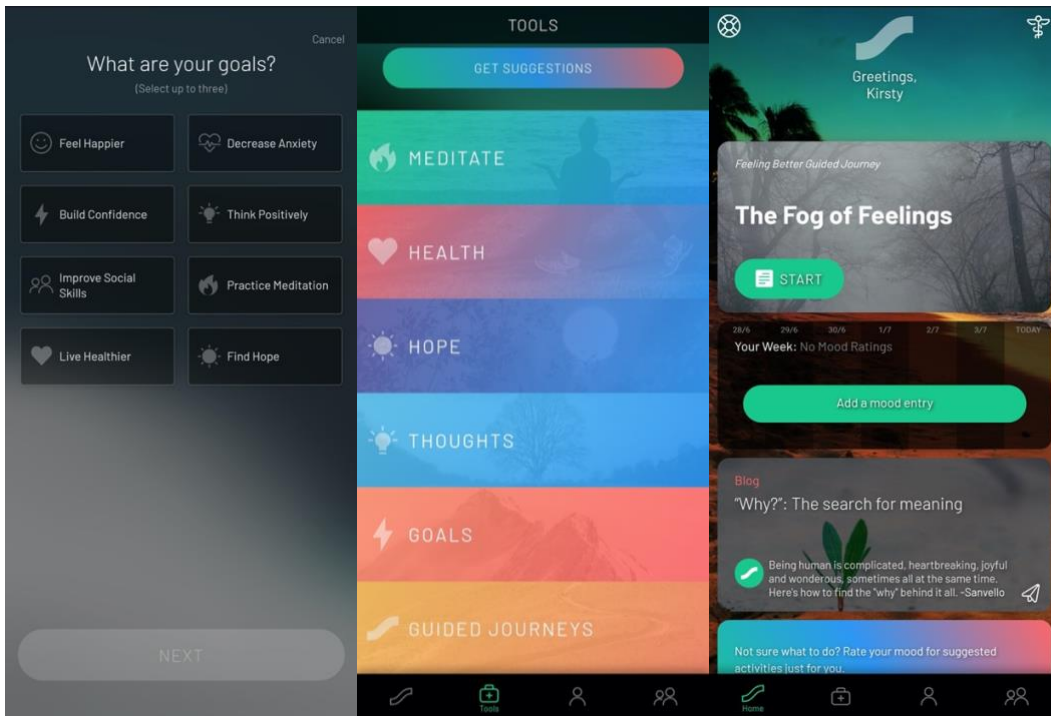 Cancel
What are your goals?
(Select up to three)
Feel Happier
Decrease Anxiety
Build Confidence
Think Positively
Improve Social
Skills
Practice Meditation
Live Healthier
Find Hope
NEXT
TOOLS
GET SUGGESTIONS
MEDITATE
HEALTH
HOPE
THOUGHTS
GOALS
GUIDED JOURNEYS
Tools
Greetings,
Kirsty
Feeling Better Guided Journey
The Fog of Feelings
START
28/6 29/6 30/6 1/7 2/7 3/7 TODAY
Your Week: No Mood Ratings
Add a mood entry
Blog
"Why?": The search for meaning
Being human is complicated, heartbreaking, joyful
and wonderous, sometimes all at the same time.
Here's how to find the "why" behind it all. -Sanvello
Not sure what to do? Rate your mood for suggested
activities just for you.
Home